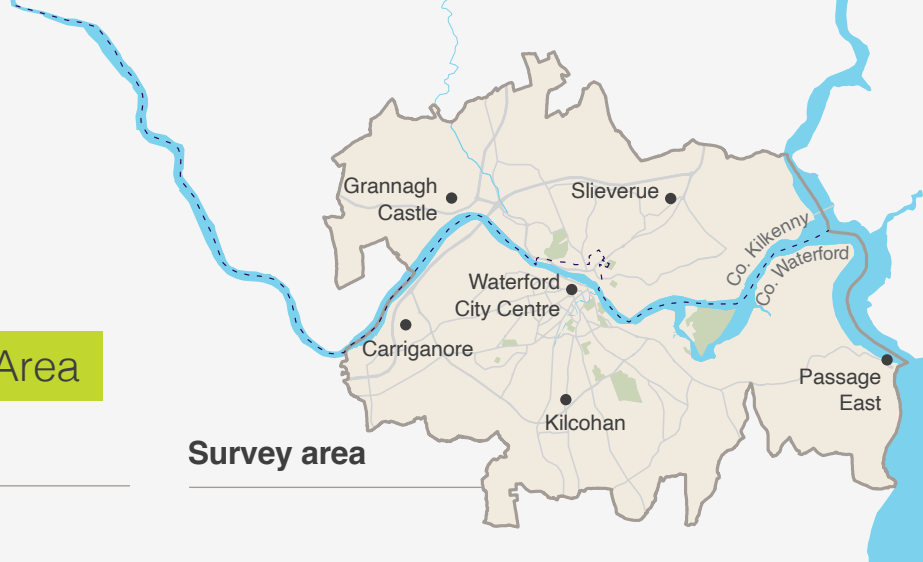 Grannagh
Castle
Slieverue
Co. Kilkenny
Co. Waterford
Waterford
City Centre
Carriganore
Area
Passage
East
Kilcohan
Survey area